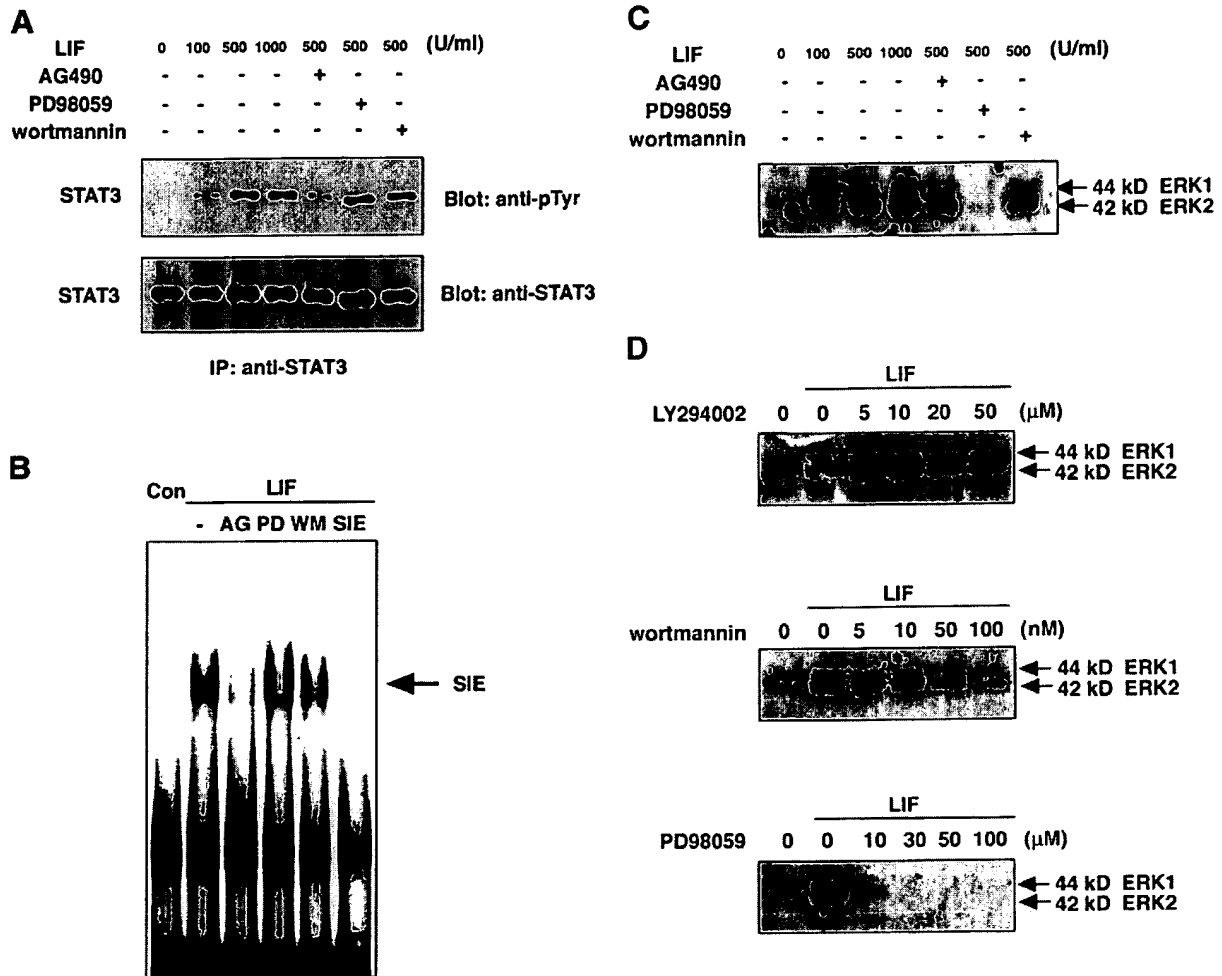 A
LIF 0 100 500 1000 500 500 500 (U/ml)
AG490 - - - - + - -
PD98059 - - - - - + -
wortmannin - - - - - - +
STAT3 Blot: anti-pTyr
STAT3 Blot: anti-STAT3
IP: anti-STAT3
B
Con LIF
- AG PD WM SIE
SIE
C
LIF 0 100 500 1000 500 500 500 (U/ml)
AG490 - - - - + - -
PD98059 - - - - - + -
wortmannin - - - - - - +
44 kD ERK1
42 kD ERK2
D
LIF
LY294002 0 0 5 10 20 50 (μM)
44 kD ERK1
42 kD ERK2
LIF
wortmannin 0 0 5 10 50 100 (nM)
44 kD ERK1
42 kD ERK2
LIF
PD98059 0 0 10 30 50 100 (μM)
44 kD ERK1
42 kD ERK2